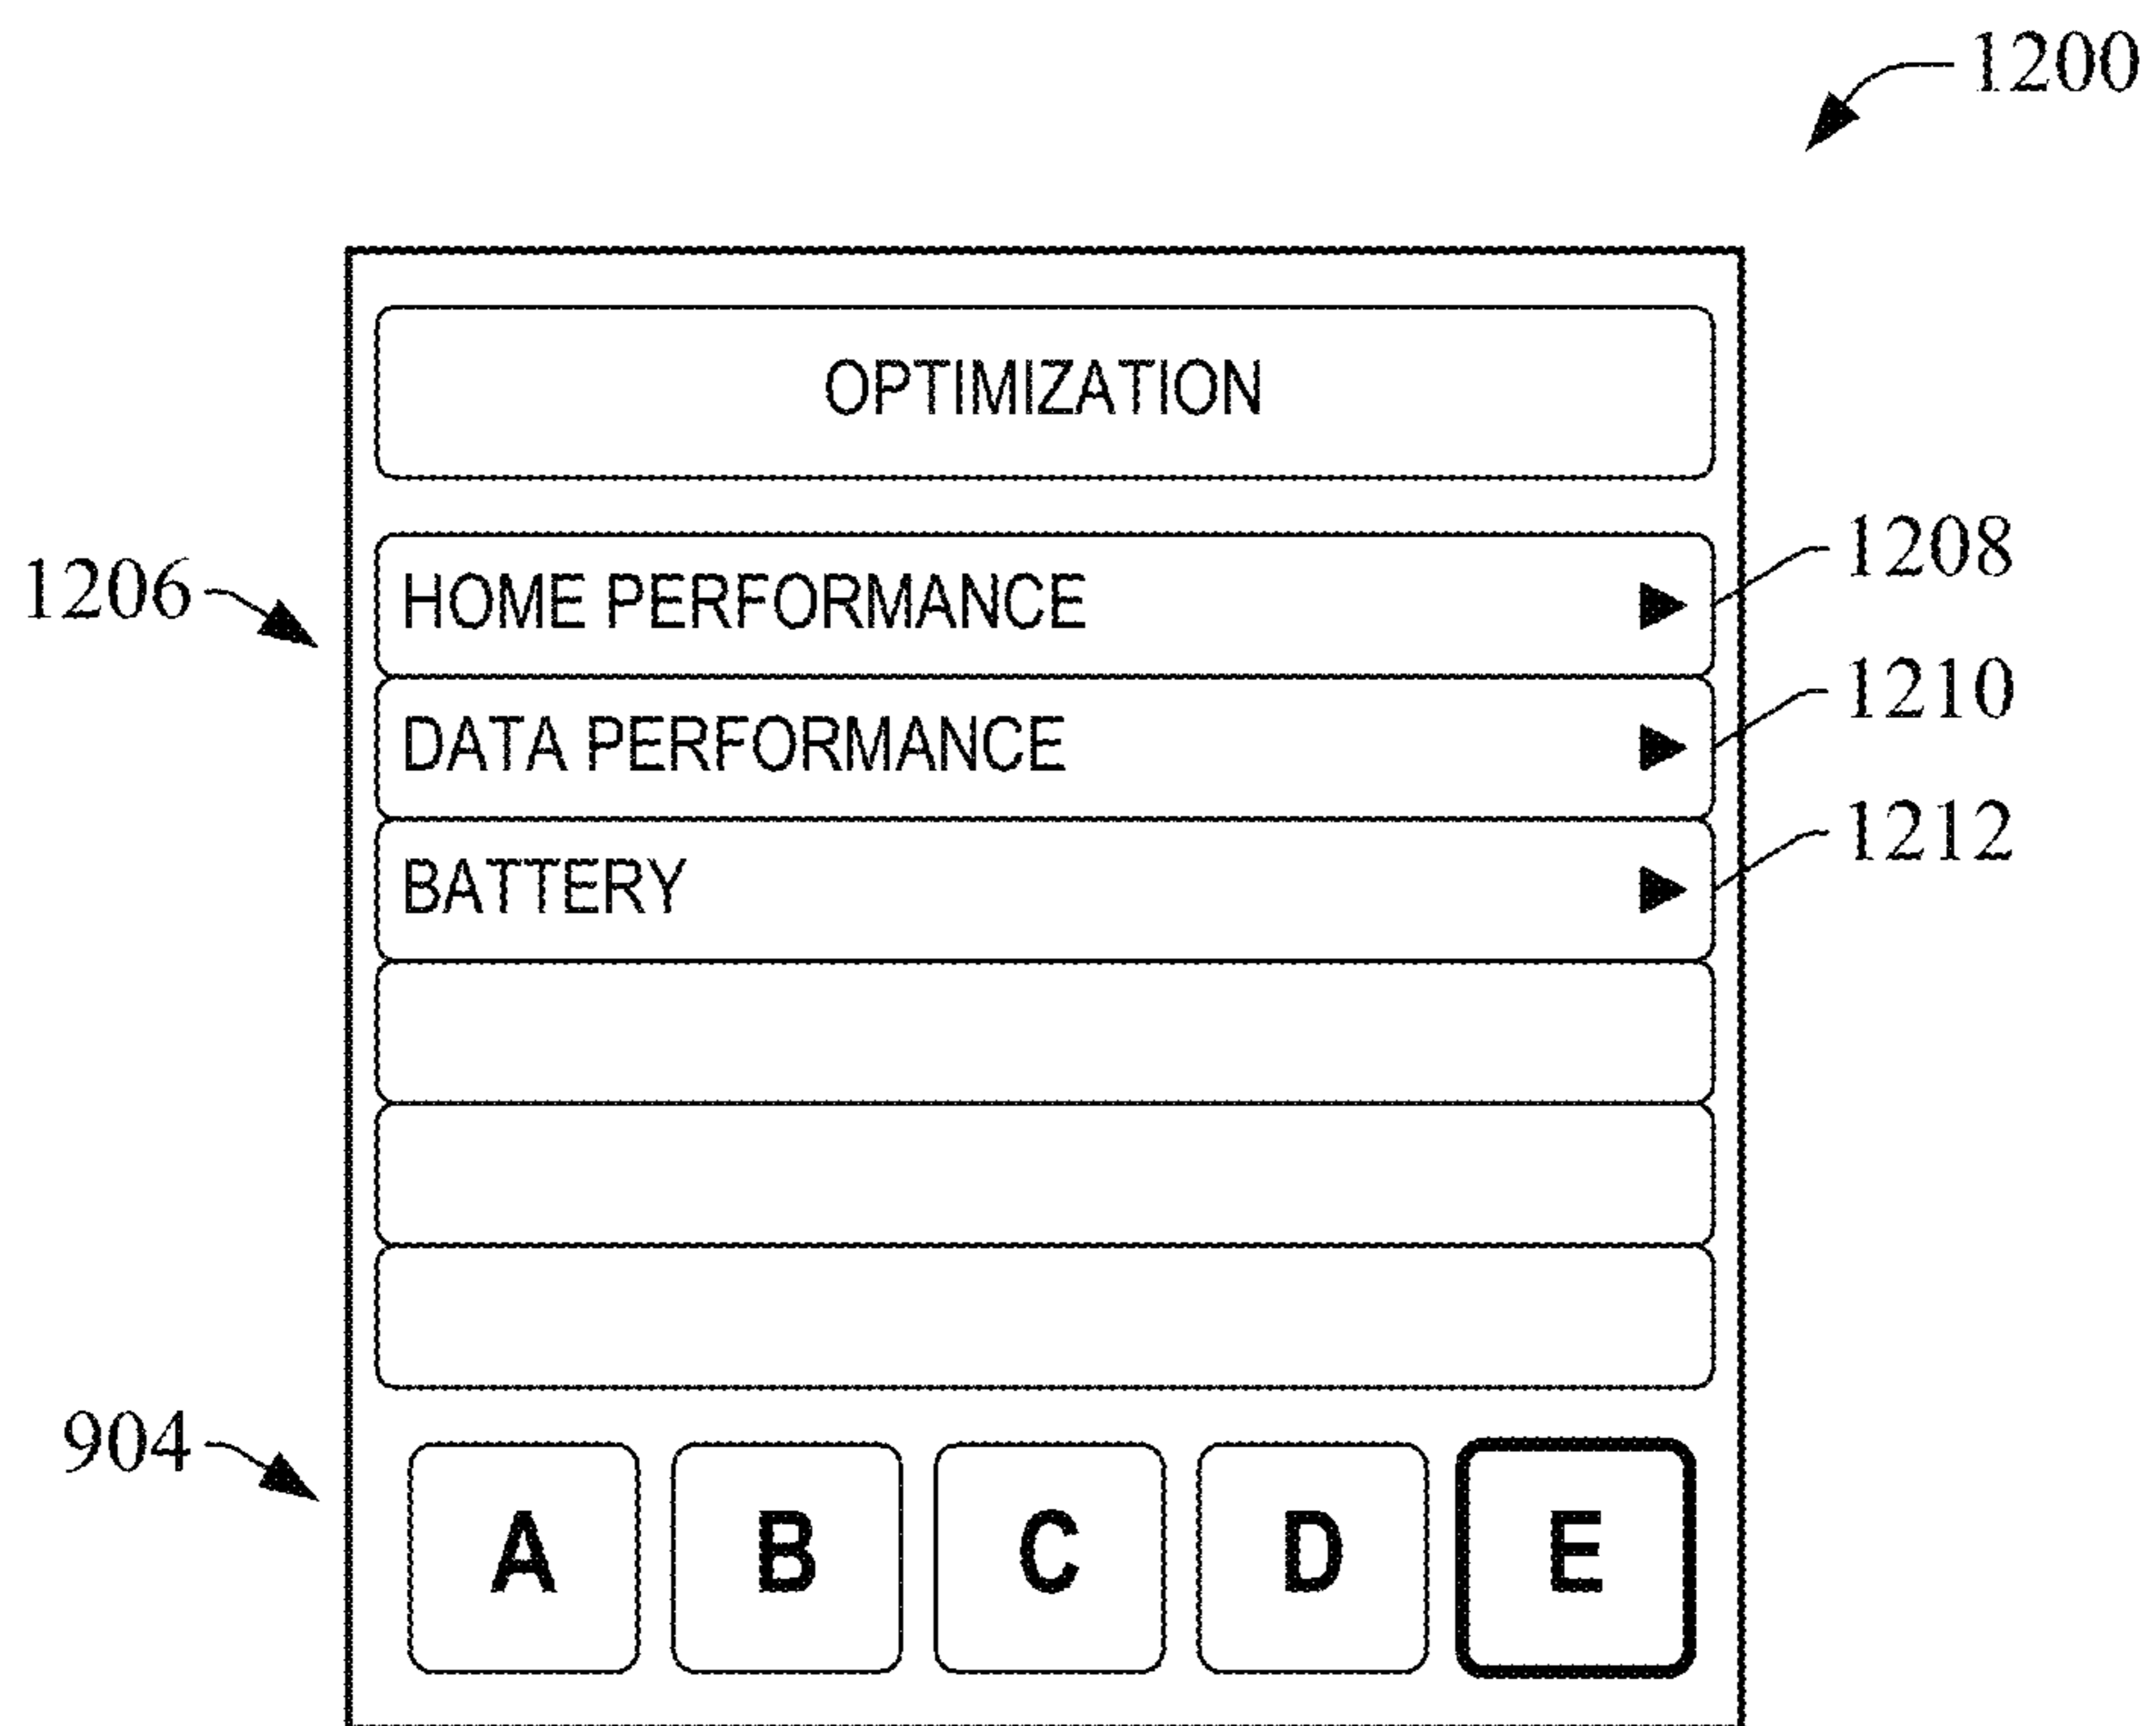 1200
OPTIMIZATION
1206
HOME PERFORMANCE
1208
DATA PERFORMANCE
1210
BATTERY
1212
904
A B C D E